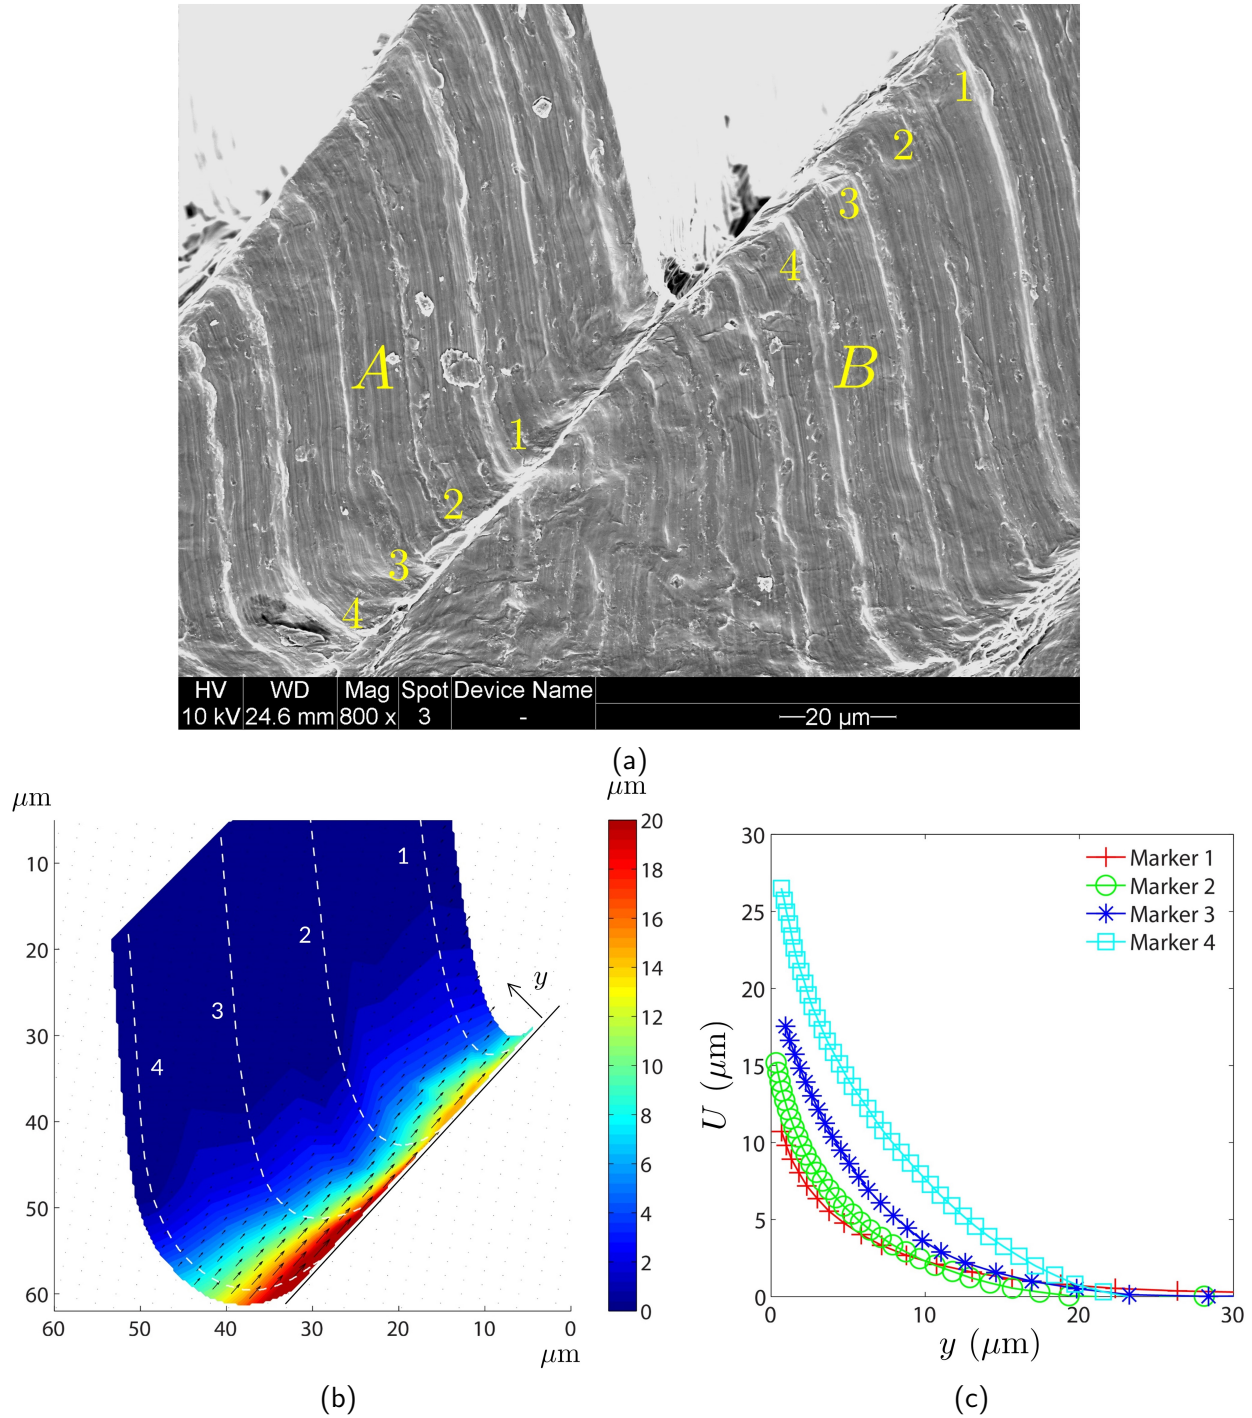 1
2
3
4
A
B
1
2
3
4
HV WD Mag Spot Device Name
10 kV 24.6 mm 800 x 3 - 20 µm
(a)
µm
µm
10
20
30
40
50
60
60 50 40 30 20 10 0
µm
1
2
3
4
y
20
18
16
14
12
10
8
6
4
2
0
(b)
30
25
20
15
10
5
0
U (µm)
0 10 20 30
y (µm)
Marker 1
Marker 2
Marker 3
Marker 4
(c)